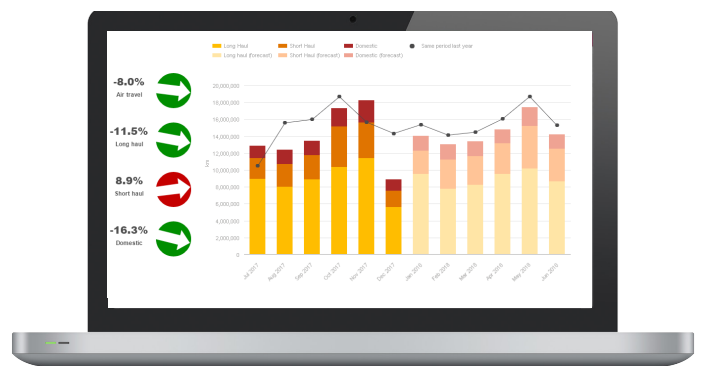 Long Haul
Short Haul
Domestic
Same period last year
Long haul (forecast)
Short Haul (forecast)
Domestic (forecast)
-8.0%
Air travel
-11.5%
Long haul
8.9%
Short haul
-16.3%
Domestic
km
20,000,000
18,000,000
16,000,000
14,000,000
12,000,000
10,000,000
8,000,000
6,000,000
4,000,000
2,000,000
0
Jul 2017
Aug 2017
Sep 2017
Oct 2017
Nov 2017
Dec 2017
Jan 2018
Feb 2018
Mar 2018
Apr 2018
May 2018
Jun 2018